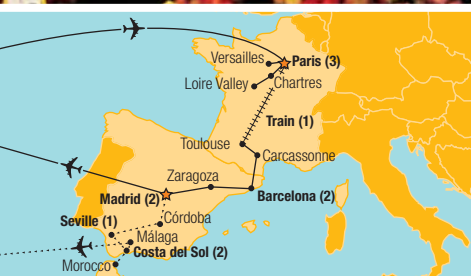 Versailles
Paris (3)
Loire Valley
Chartres
Train (1)
Toulouse
Carcassonne
Zaragoza
Madrid (2)
Barcelona (2)
Seville (1)
Córdoba
Málaga
Costa del Sol (2)
Morocco